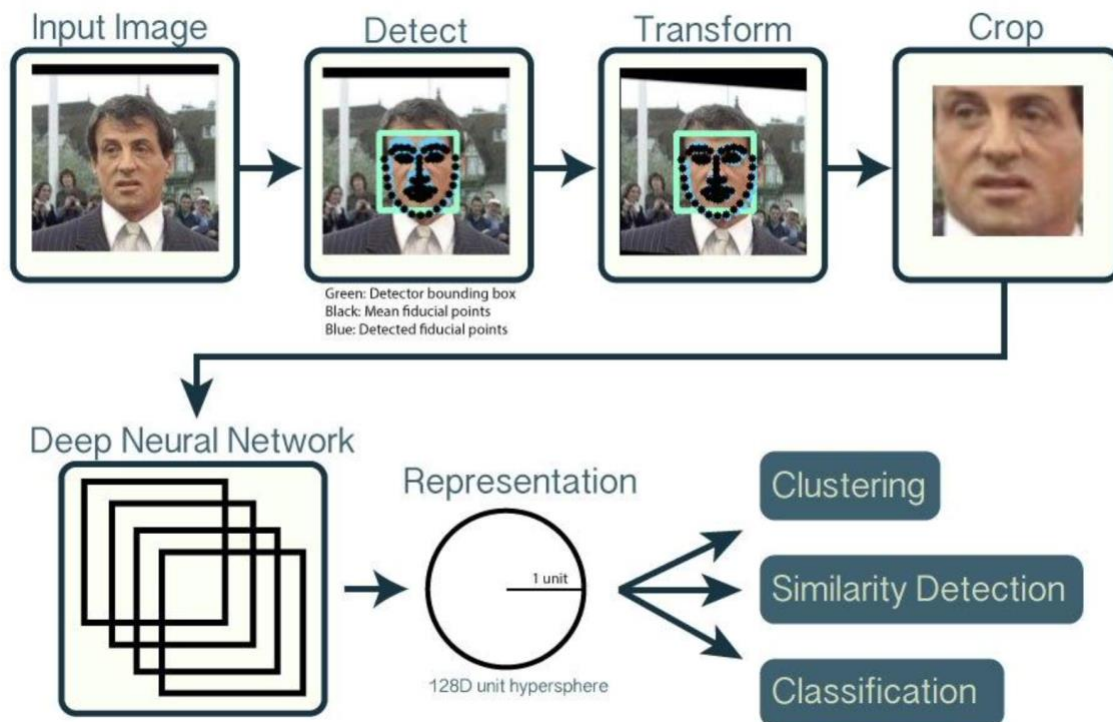 Input Image
Detect
Transform
Crop
Green: Detector bounding box
Black: Mean fiducial points
Blue: Detected fiducial points
Deep Neural Network
Representation
1 unit
128D unit hypersphere
Clustering
Similarity Detection
Classification